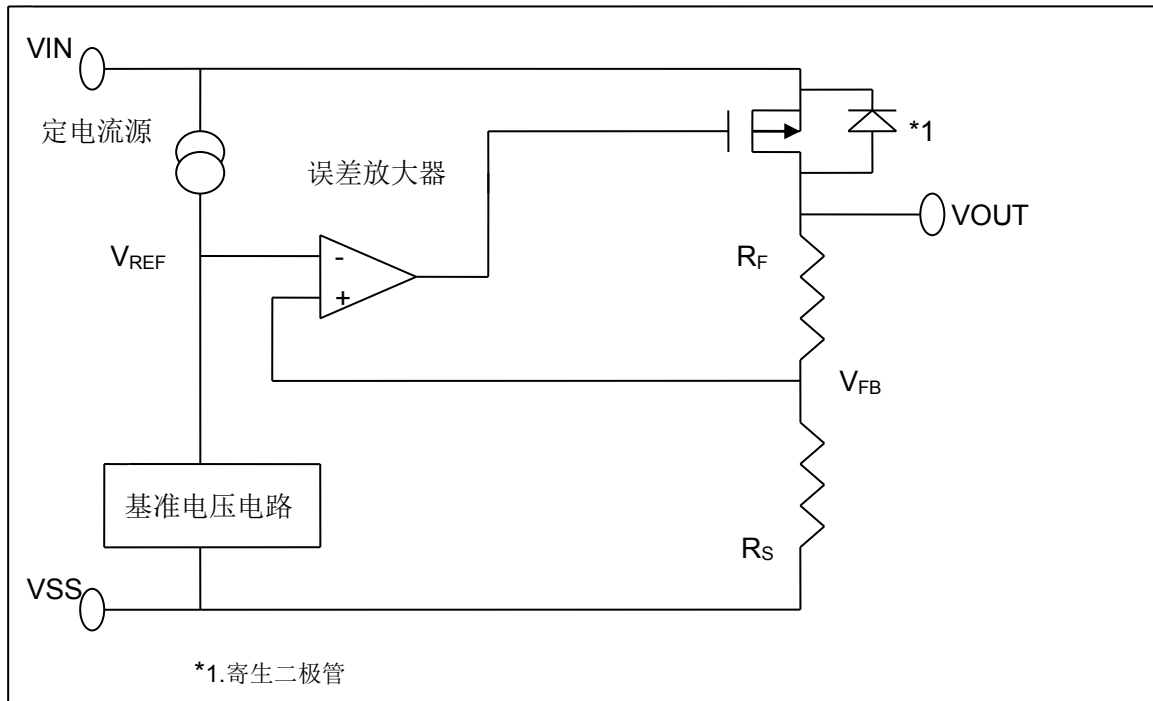 VIN
定电流源
*1
误差放大器
VOUT
VREF
-
RF
+
VFB
基准电压电路
RS
VSS
*1.寄生二极管